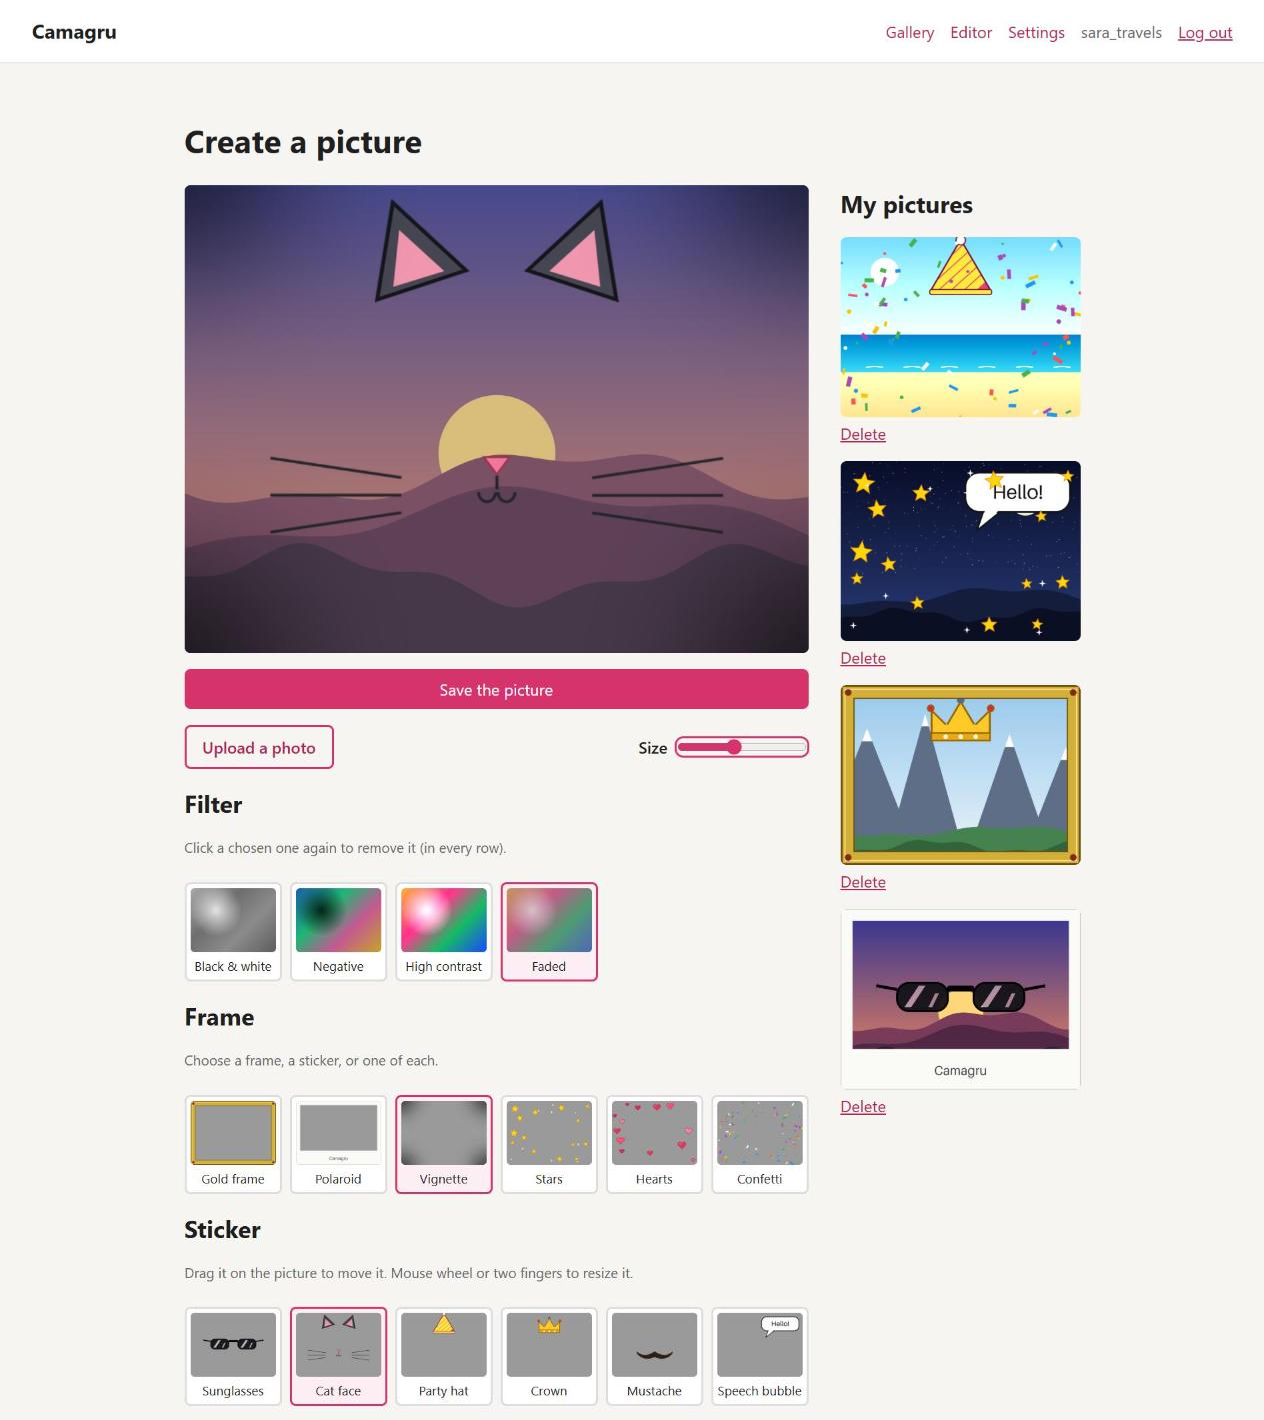 Camagru
Gallery Editor Settings sara_travels Log out
Create a picture
Save the picture
Upload a photo
Size
Filter
Click a chosen one again to remove it (in every row).
Black & white Negative High contrast Faded
Frame
Choose a frame, a sticker, or one of each.
Camagru
Gold frame Polaroid Vignette Stars Hearts Confetti
Sticker
Drag it on the picture to move it. Mouse wheel or two fingers to resize it.
Hello!
Sunglasses Cat face Party hat Crown Mustache Speech bubble
My pictures
Delete
Hello!
Delete
Delete
Camagru
Delete